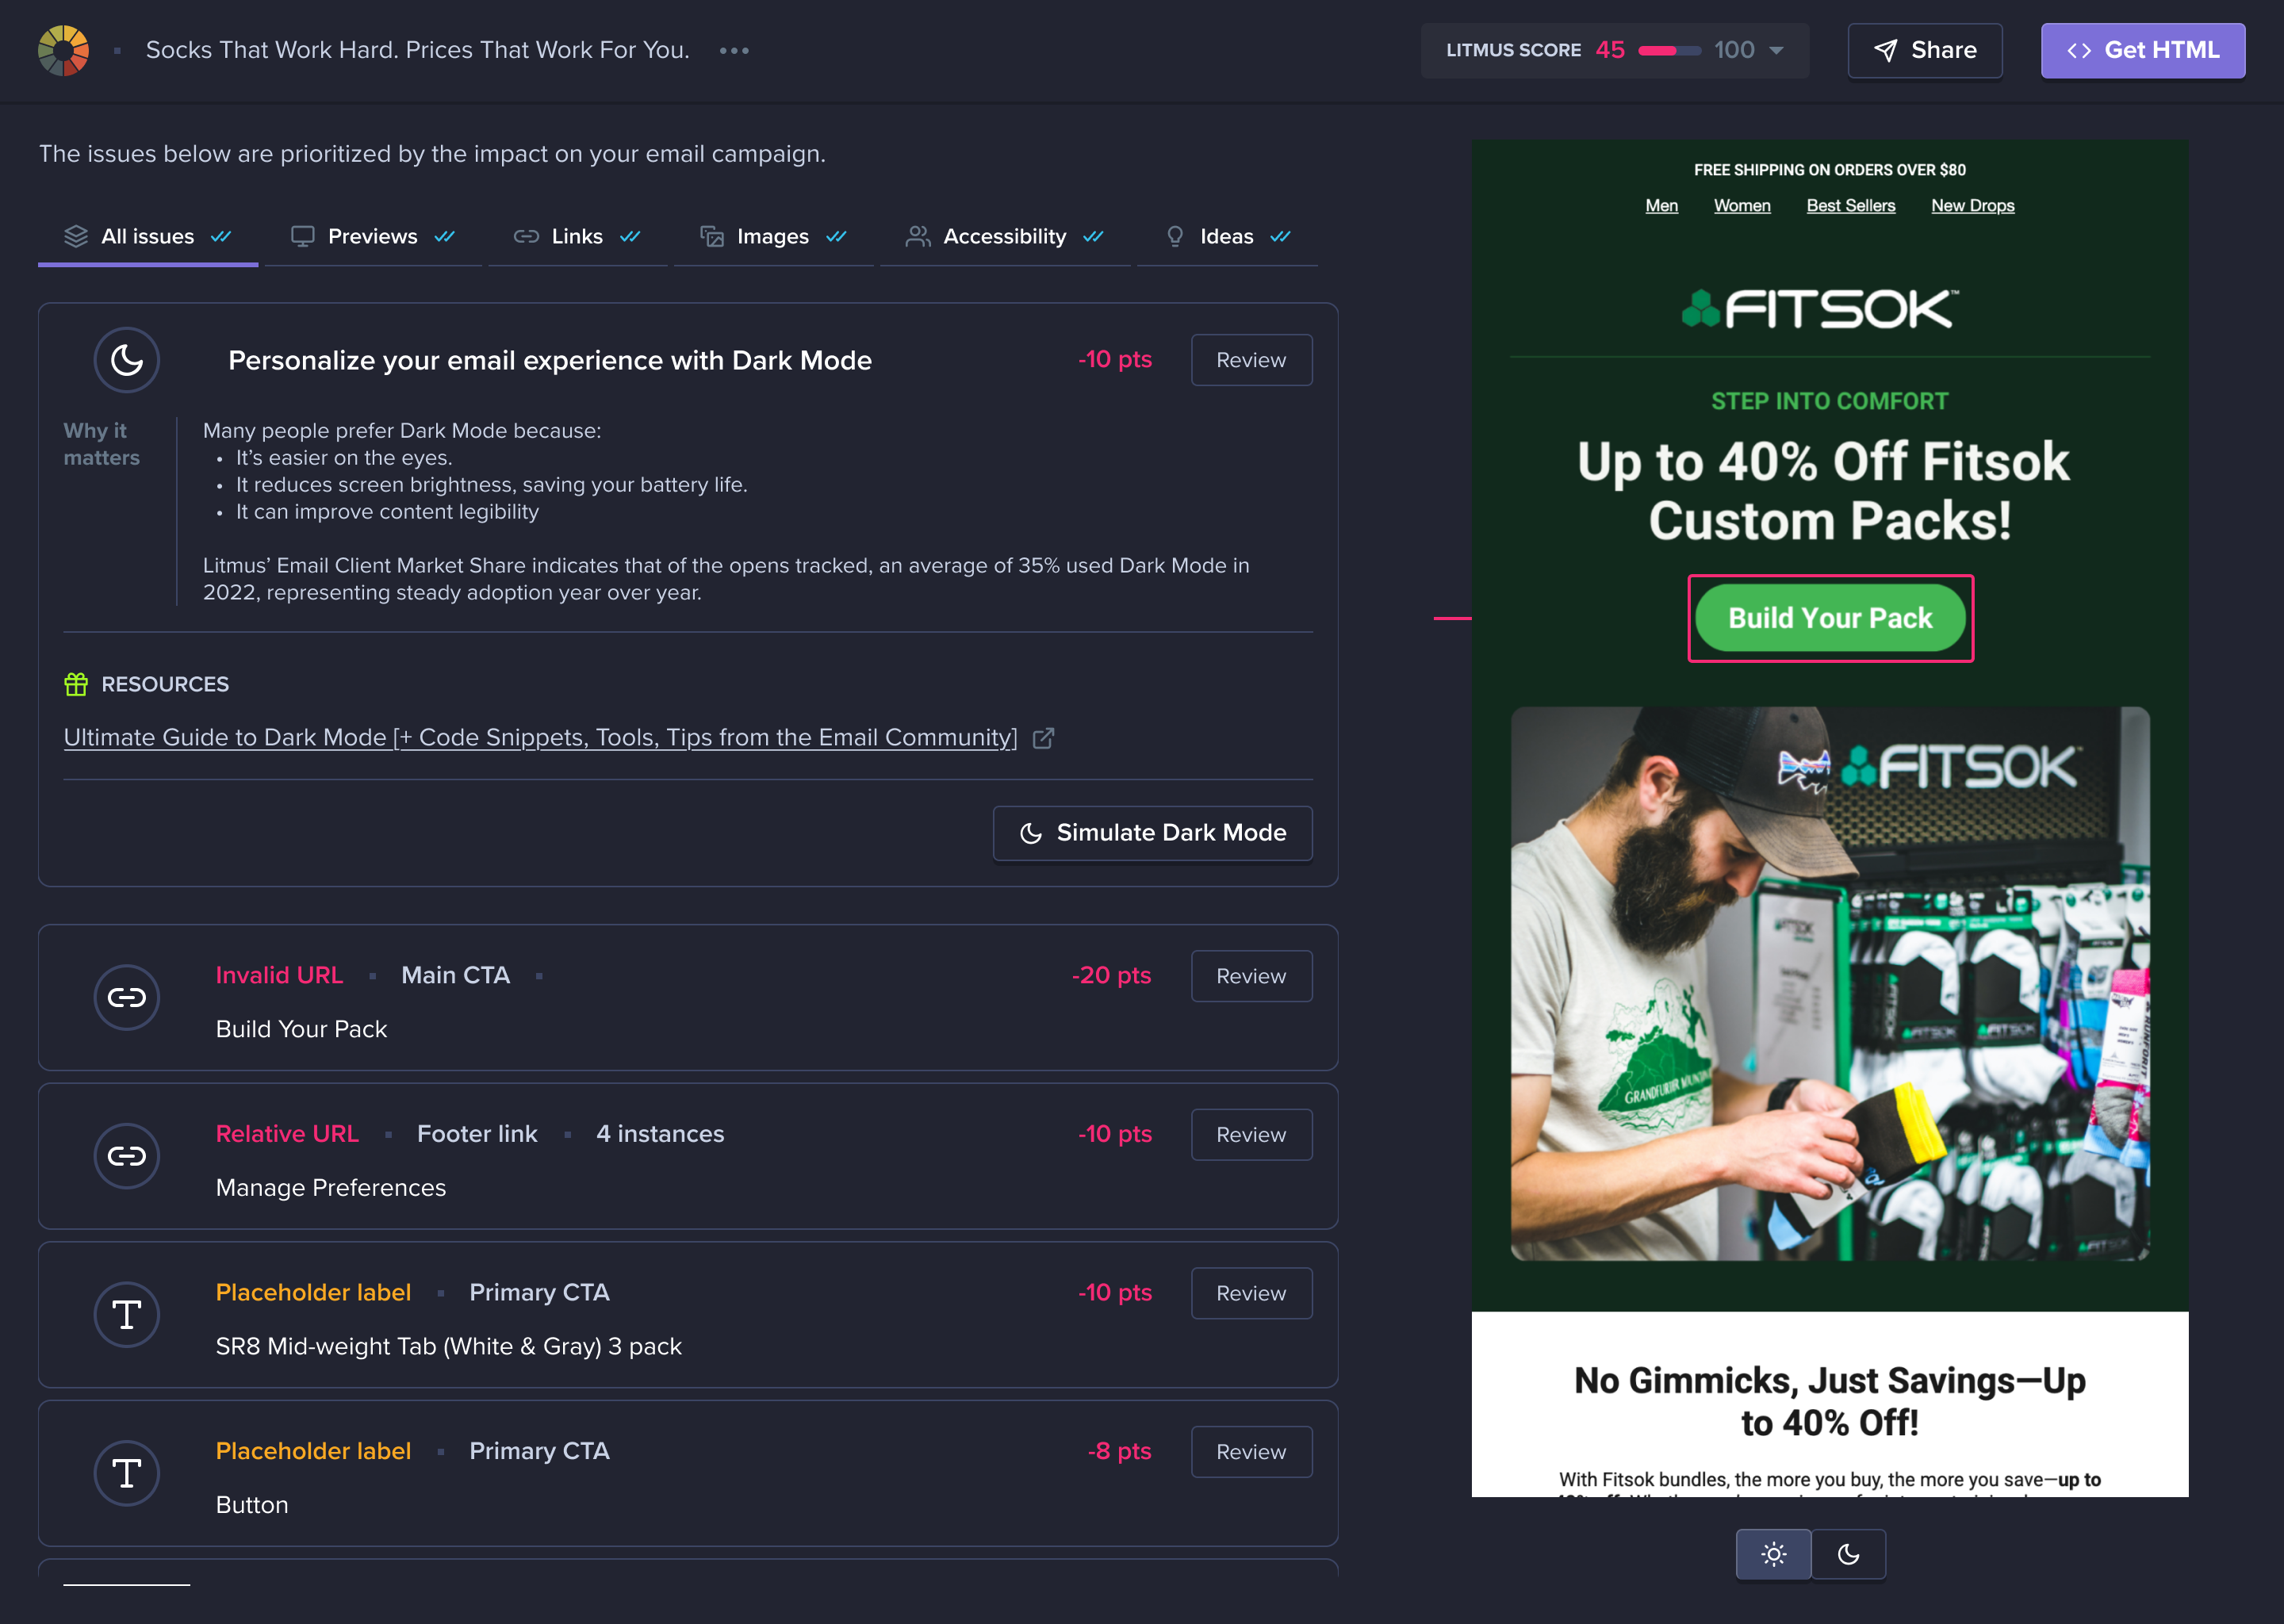 Socks That Work Hard. Prices That Work For You.
LITMUS SCORE 45 100
Share
Get HTML
The issues below are prioritized by the impact on your email campaign.
All issues
Previews
Links
Images
Accessibility
Ideas
Personalize your email experience with Dark Mode
-10 pts
Review
Why it
matters
Many people prefer Dark Mode because:
• It’s easier on the eyes.
• It reduces screen brightness, saving your battery life.
• It can improve content legibility
Litmus’ Email Client Market Share indicates that of the opens tracked, an average of 35% used Dark Mode in
2022, representing steady adoption year over year.
RESOURCES
Ultimate Guide to Dark Mode [+ Code Snippets, Tools, Tips from the Email Community]
Simulate Dark Mode
Invalid URL ▪ Main CTA ▪
-20 pts
Review
Build Your Pack
Relative URL ▪ Footer link ▪ 4 instances
-10 pts
Review
Manage Preferences
Placeholder label ▪ Primary CTA
-10 pts
Review
SR8 Mid-weight Tab (White & Gray) 3 pack
Placeholder label ▪ Primary CTA
-8 pts
Review
Button
FREE SHIPPING ON ORDERS OVER $80
Men Women Best Sellers New Drops
FITSOK™
STEP INTO COMFORT
Up to 40% Off Fitsok
Custom Packs!
Build Your Pack
FITSOK
FITSOK
GRANDFURTER MOUNTAIN
FITSOK FITSOK
FITSOK
No Gimmicks, Just Savings—Up
to 40% Off!
With Fitsok bundles, the more you buy, the more you save—up to